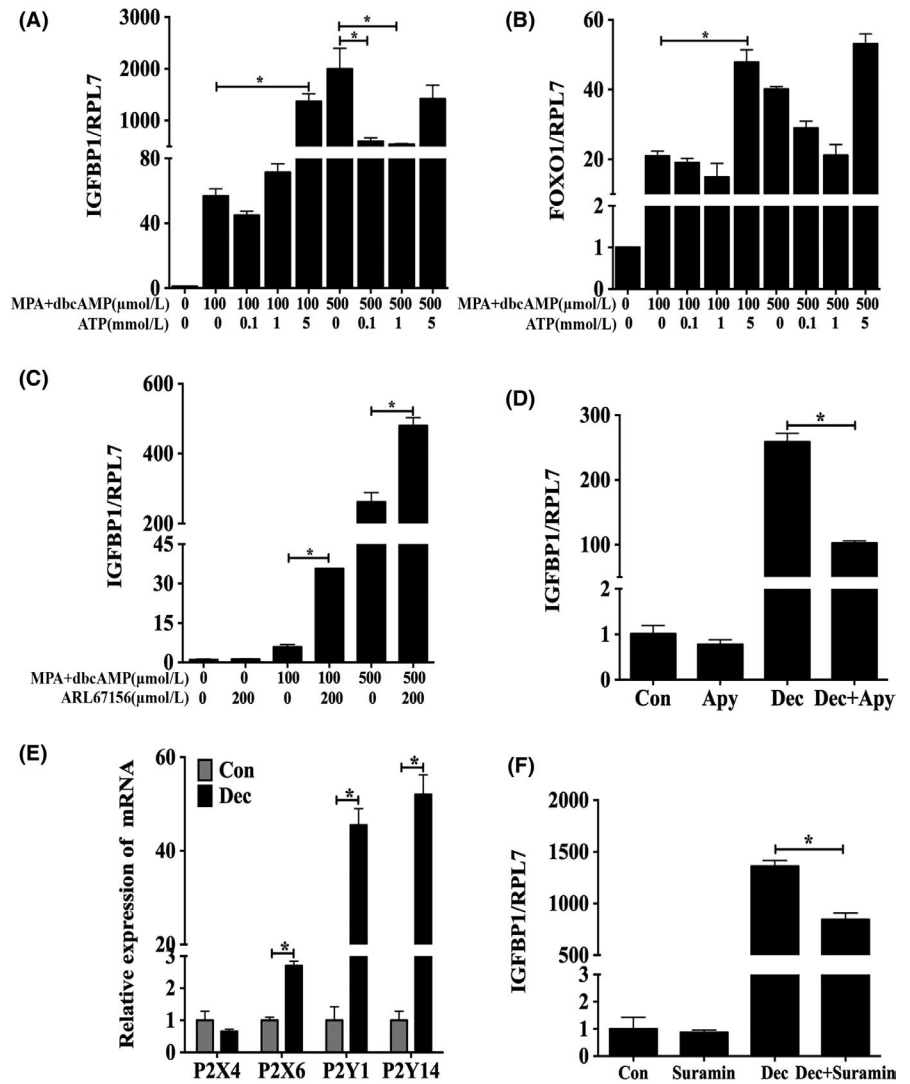 (A)
IGFBP1/RPL7
3000
2000
1000
80
40
0
*
*
*
MPA+dbcAMP(μmol/L) 0 100 100 100 100 500 500 500 500
ATP(mmol/L) 0 0 0.1 1 5 0 0.1 1 5
(B)
FOXO1/RPL7
60
40
20
2
1
0
*
MPA+dbcAMP(μmol/L) 0 100 100 100 100 500 500 500 500
ATP(mmol/L) 0 0 0.1 1 5 0 0.1 1 5
(C)
IGFBP1/RPL7
600
400
200
45
30
15
0
*
*
MPA+dbcAMP(μmol/L) 0 0 100 100 500 500
ARL67156(μmol/L) 0 200 0 200 0 200
(D)
IGFBP1/RPL7
300
200
100
2
1
0
*
Con Apy Dec Dec+Apy
(E)
Relative expression of mRNA
60
40
20
3
2
1
0
Con
Dec
*
*
*
P2X4 P2X6 P2Y1 P2Y14
(F)
IGFBP1/RPL7
2000
1500
1000
500
3
2
1
0
*
Con Suramin Dec Dec+Suramin